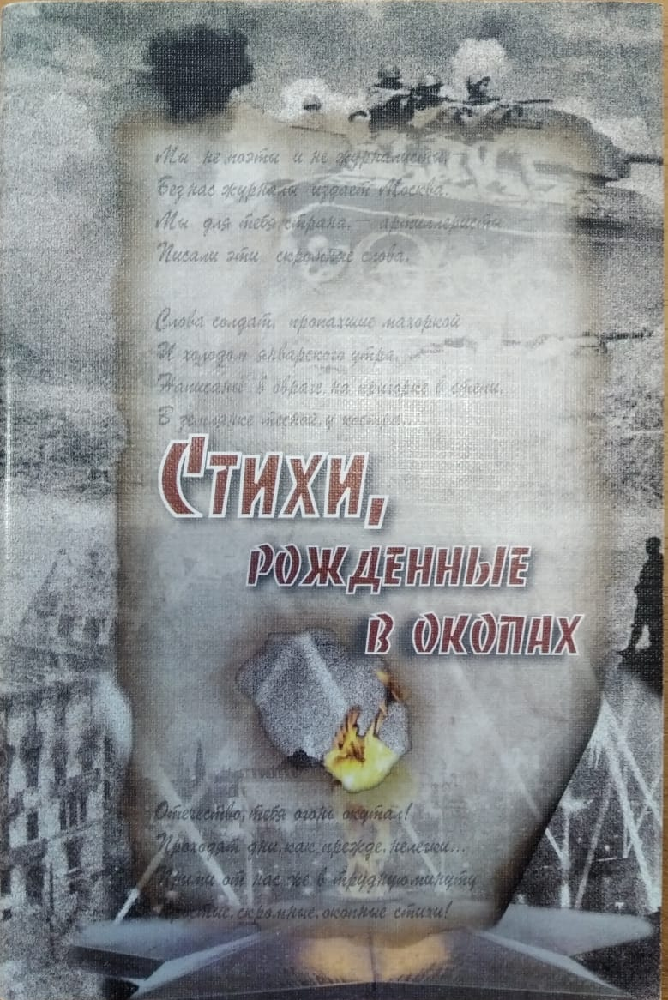 Мы не поэты и не журналисты, –
Без нас журналы издает Москва.
Мы для тебя, страна, – артиллеристы –
Писали эти скромные слова.
Слова солдат, пропахшие махоркой
И холодом январского утра,
Написаны в овраге, на пригорке в степи,
В землянке тесной, у костра...
Стихи,
рожденные
в окопах
Отечество, тебя огонь окутал!
Проходят дни, как прежде, нелегки...
Прими от нас же в трудную минуту
Простые, скромные, окопные стихи!